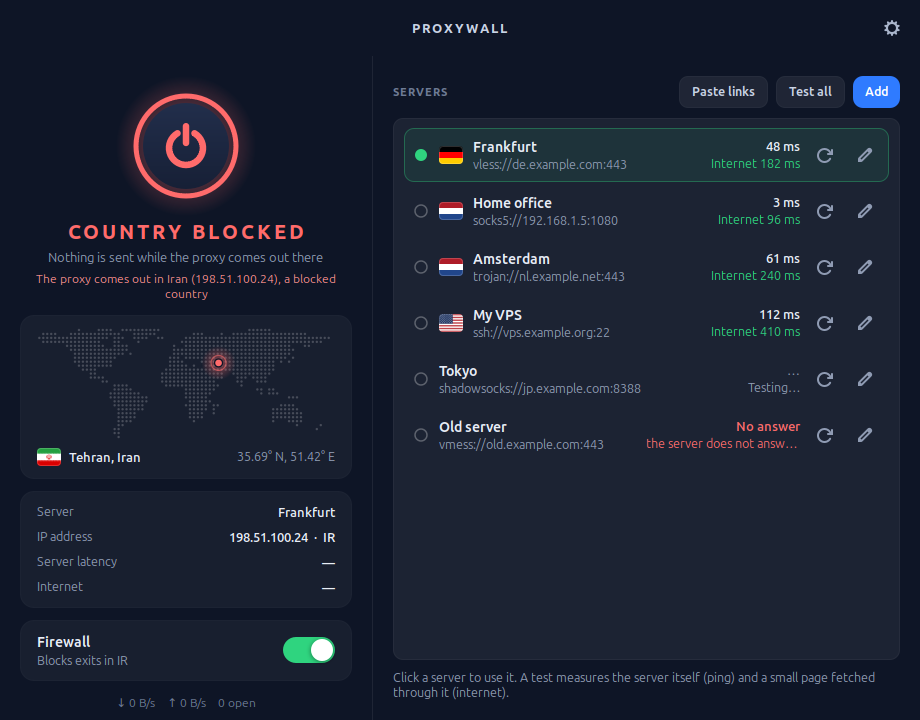 PROXYWALL
COUNTRY BLOCKED
Nothing is sent while the proxy comes out there
The proxy comes out in Iran (198.51.100.24), a blocked
country
Tehran, Iran
35.69° N, 51.42° E
Server
Frankfurt
IP address
198.51.100.24 · IR
Server latency
—
Internet
—
Firewall
Blocks exits in IR
↓ 0 B/s ↑ 0 B/s 0 open
SERVERS
Paste links
Test all
Add
Frankfurt
48 ms
vless://de.example.com:443
Internet 182 ms
Home office
3 ms
socks5://192.168.1.5:1080
Internet 96 ms
Amsterdam
61 ms
trojan://nl.example.net:443
Internet 240 ms
My VPS
112 ms
ssh://vps.example.org:22
Internet 410 ms
Tokyo
...
shadowsocks://jp.example.com:8388
Testing...
Old server
No answer
vmess://old.example.com:443
the server does not answ...
Click a server to use it. A test measures the server itself (ping) and a small page fetched
through it (internet).